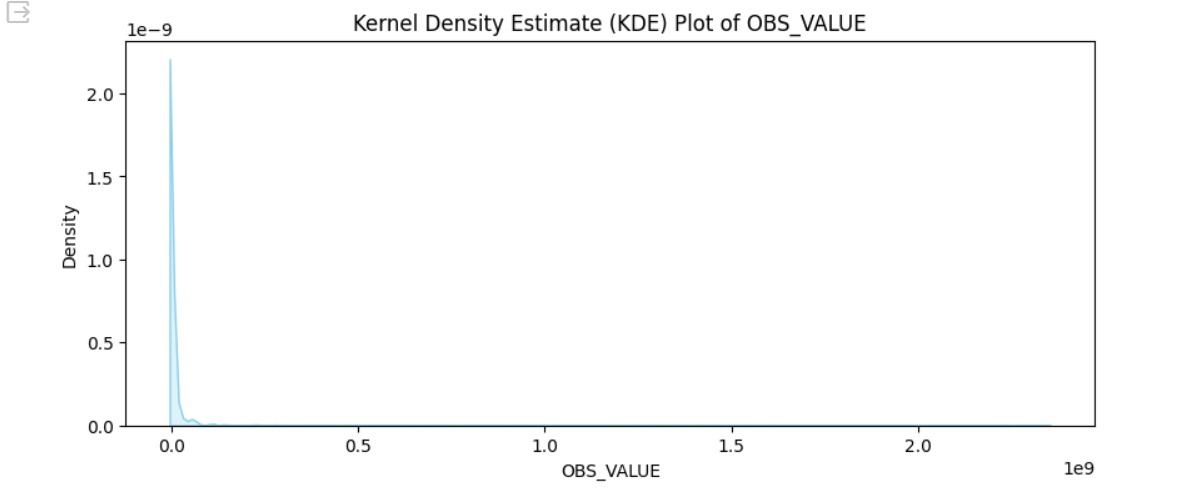 Kernel Density Estimate (KDE) Plot of OBS_VALUE
1e−9
2.0
1.5
1.0
0.5
0.0
Density
0.0 0.5 1.0 1.5 2.0
OBS_VALUE
1e9